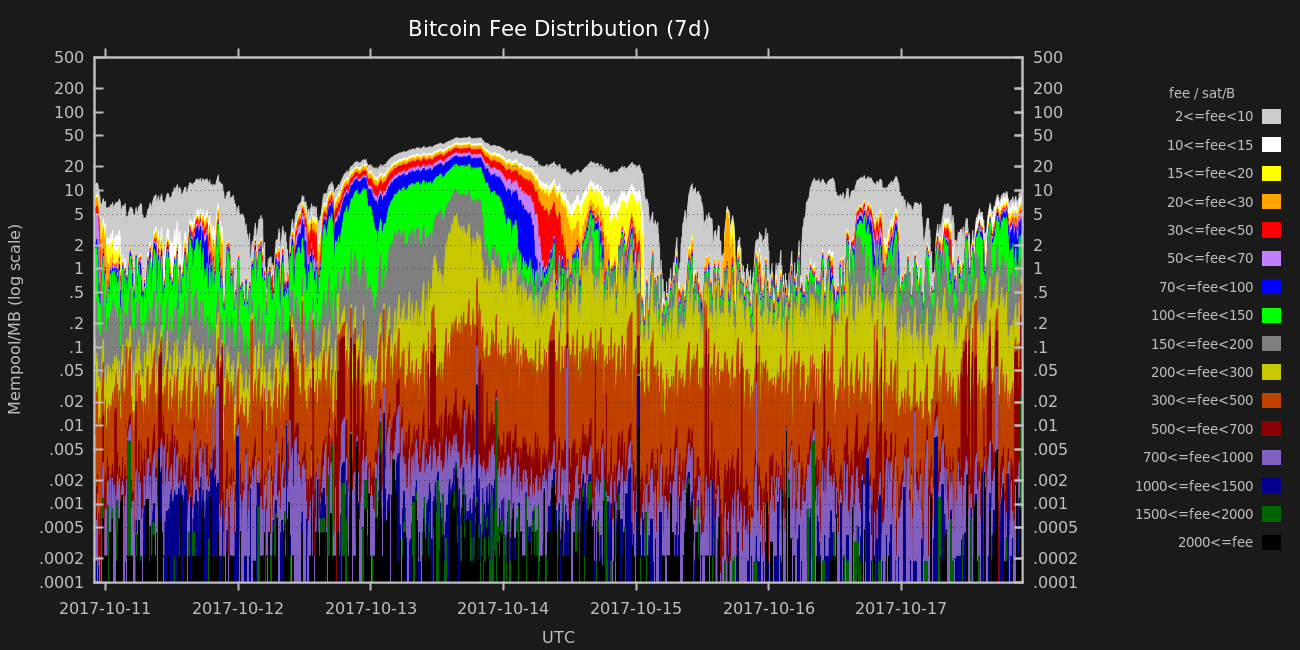 Bitcoin Fee Distribution (7d)
500
200
100
50
20
10
5
2
1
.5
.2
.1
.05
.02
.01
.005
.002
.001
.0005
.0002
.0001
Mempool/MB (log scale)
500
200
100
50
20
10
5
2
1
.5
.2
.1
.05
.02
.01
.005
.002
.001
.0005
.0002
.0001
2017-10-11 2017-10-12 2017-10-13 2017-10-14 2017-10-15 2017-10-16 2017-10-17
UTC
fee / sat/B
2<=fee<10
10<=fee<15
15<=fee<20
20<=fee<30
30<=fee<50
50<=fee<70
70<=fee<100
100<=fee<150
150<=fee<200
200<=fee<300
300<=fee<500
500<=fee<700
700<=fee<1000
1000<=fee<1500
1500<=fee<2000
2000<=fee